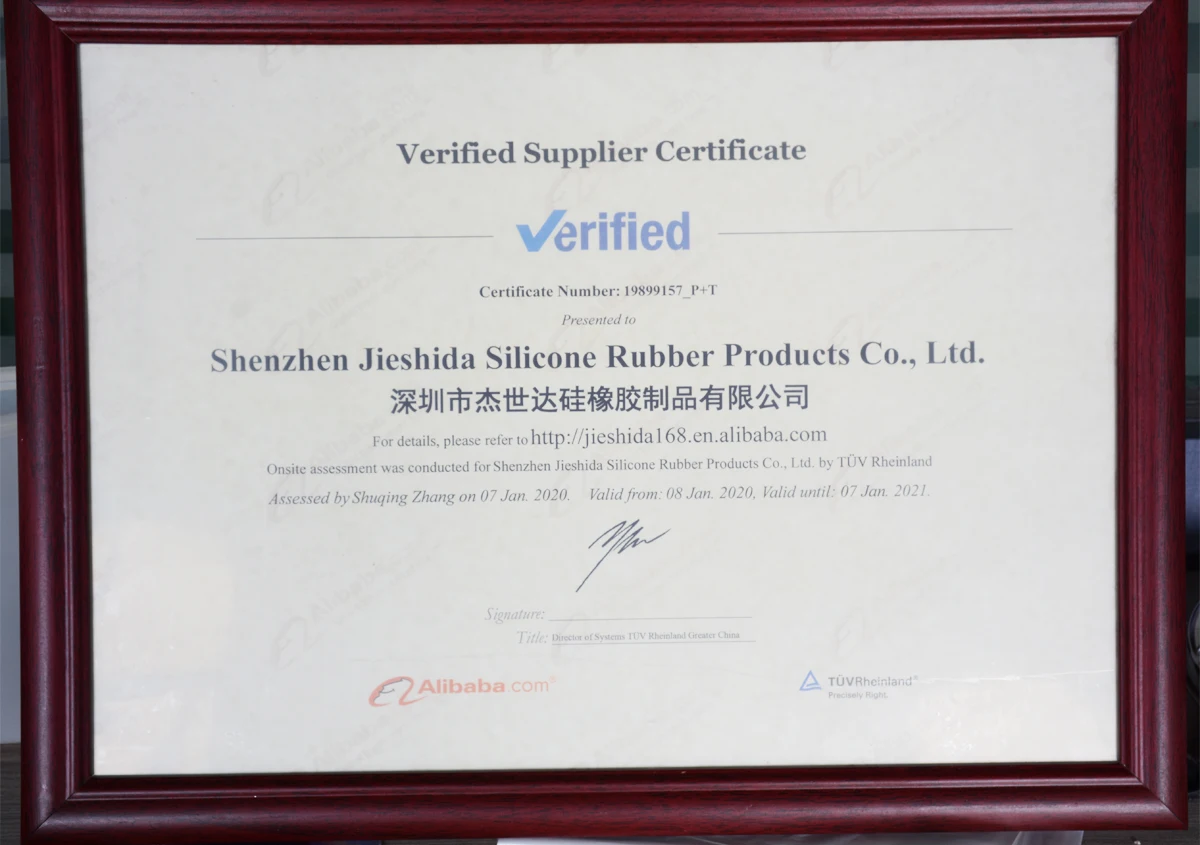 Verified Supplier Certificate
Verified
Certificate Number: 19899157_P+T
Presented to
Shenzhen Jieshida Silicone Rubber Products Co., Ltd.
深圳市杰世达硅橡胶制品有限公司
For details, please refer to http://jieshida168.en.alibaba.com
Onsite assessment was conducted for Shenzhen Jieshida Silicone Rubber Products Co., Ltd. by TÜV Rheinland
Assessed by Shuqing Zhang on 07 Jan. 2020. Valid from: 08 Jan. 2020, Valid until: 07 Jan. 2021.
Signature:
Title: Director of Systems TÜV Rheinland Greater China
Alibaba.com®
TÜVRheinland®
Precisely Right.